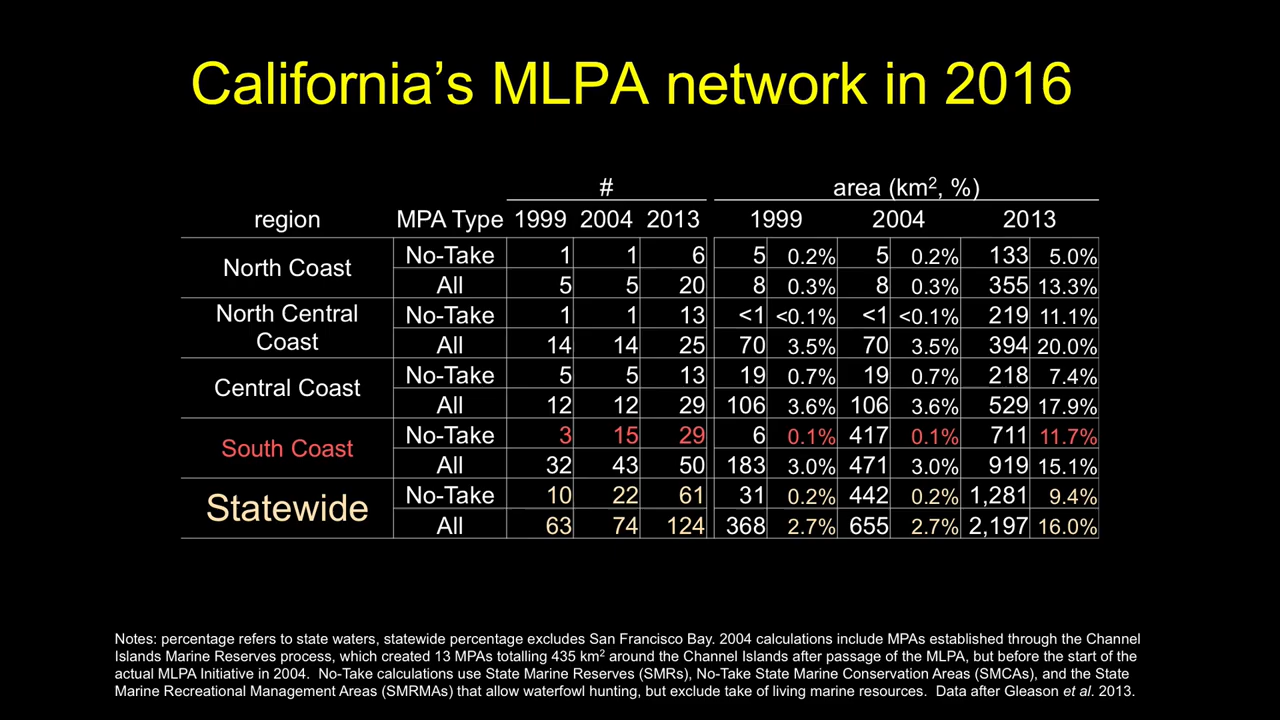 California’s MLPA network in 2016
# area (km², %)
region MPA Type 1999 2004 2013 1999 2004 2013
North Coast No-Take 1 1 6 5 0.2% 5 0.2% 133 5.0%
All 5 5 20 8 0.3% 8 0.3% 355 13.3%
North Central Coast No-Take 1 1 13 <1 <0.1% <1 <0.1% 219 11.1%
All 14 14 25 70 3.5% 70 3.5% 394 20.0%
Central Coast No-Take 5 5 13 19 0.7% 19 0.7% 218 7.4%
All 12 12 29 106 3.6% 106 3.6% 529 17.9%
South Coast No-Take 3 15 29 6 0.1% 417 0.1% 711 11.7%
All 32 43 50 183 3.0% 471 3.0% 919 15.1%
Statewide No-Take 10 22 61 31 0.2% 442 0.2% 1,281 9.4%
All 63 74 124 368 2.7% 655 2.7% 2,197 16.0%
Notes: percentage refers to state waters, statewide percentage excludes San Francisco Bay. 2004 calculations include MPAs established through the Channel
Islands Marine Reserves process, which created 13 MPAs totalling 435 km² around the Channel Islands after passage of the MLPA, but before the start of the
actual MLPA Initiative in 2004. No-Take calculations use State Marine Reserves (SMRs), No-Take State Marine Conservation Areas (SMCAs), and the State
Marine Recreational Management Areas (SMRMAs) that allow waterfowl hunting, but exclude take of living marine resources. Data after Gleason et al. 2013.